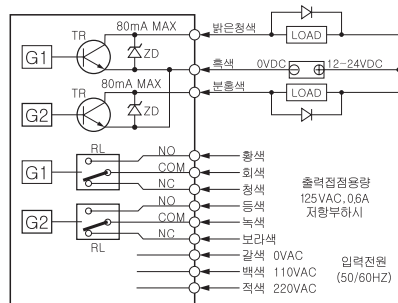 80mA MAX
밝은청색
TR
LOAD
G1
ZD
흑색
0VDC
12~24VDC
80mA MAX
분홍색
TR
LOAD
G2
ZD
RL
NO
황색
G1
COM
회색
NC
청색
출력접점용량
125VAC, 0.6A
저항부하시
NO
등색
G2
COM
녹색
NC
보라색
RL
갈색 0VAC
백색 110VAC
적색 220VAC
입력전원
(50/60HZ)